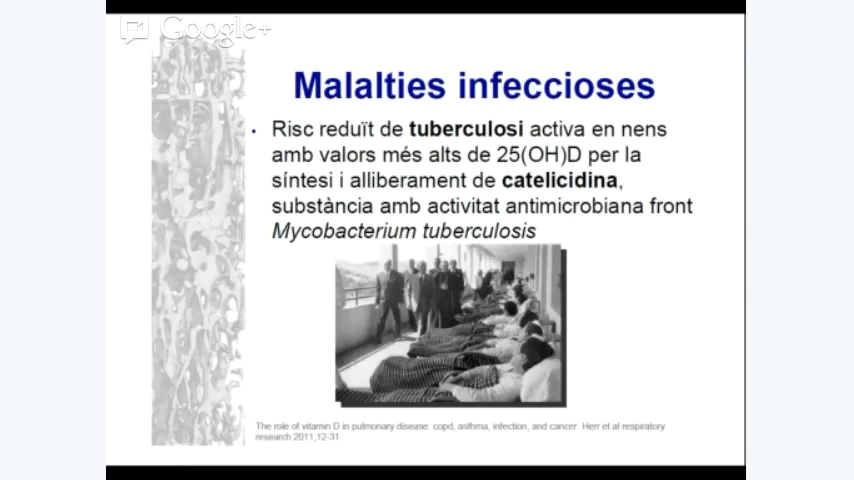 Google+
Malalties infeccioses
• Risc reduït de tuberculosi activa en nens
amb valors més alts de 25(OH)D per la
síntesi i alliberament de catelicidina,
substància amb activitat antimicrobiana front
Mycobacterium tuberculosis
The role of vitamin D in pulmonary disease. copd, asthma, infection, and cancer. Herr et al respiratory
research 2011,12-31